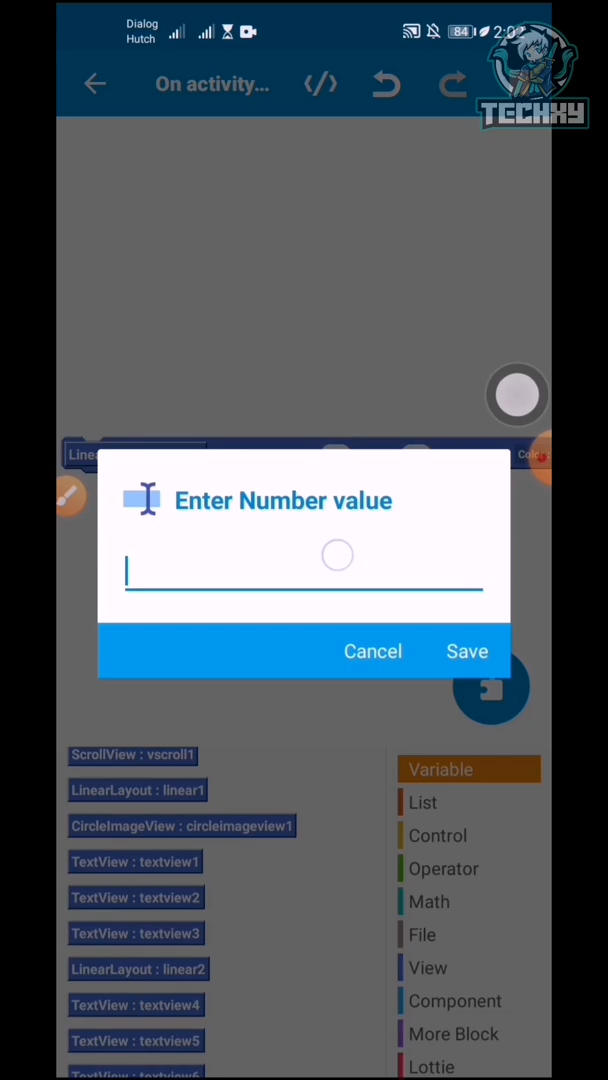 Dialog
Hutch
84
2:02
TECHXY
On activity...
Enter Number value
Cancel
Save
ScrollView : vscroll1
LinearLayout : linear1
CircleImageView : circleimageview1
TextView : textview1
TextView : textview2
TextView : textview3
LinearLayout : linear2
TextView : textview4
TextView : textview5
Variable
List
Control
Operator
Math
File
View
Component
More Block
Lottie